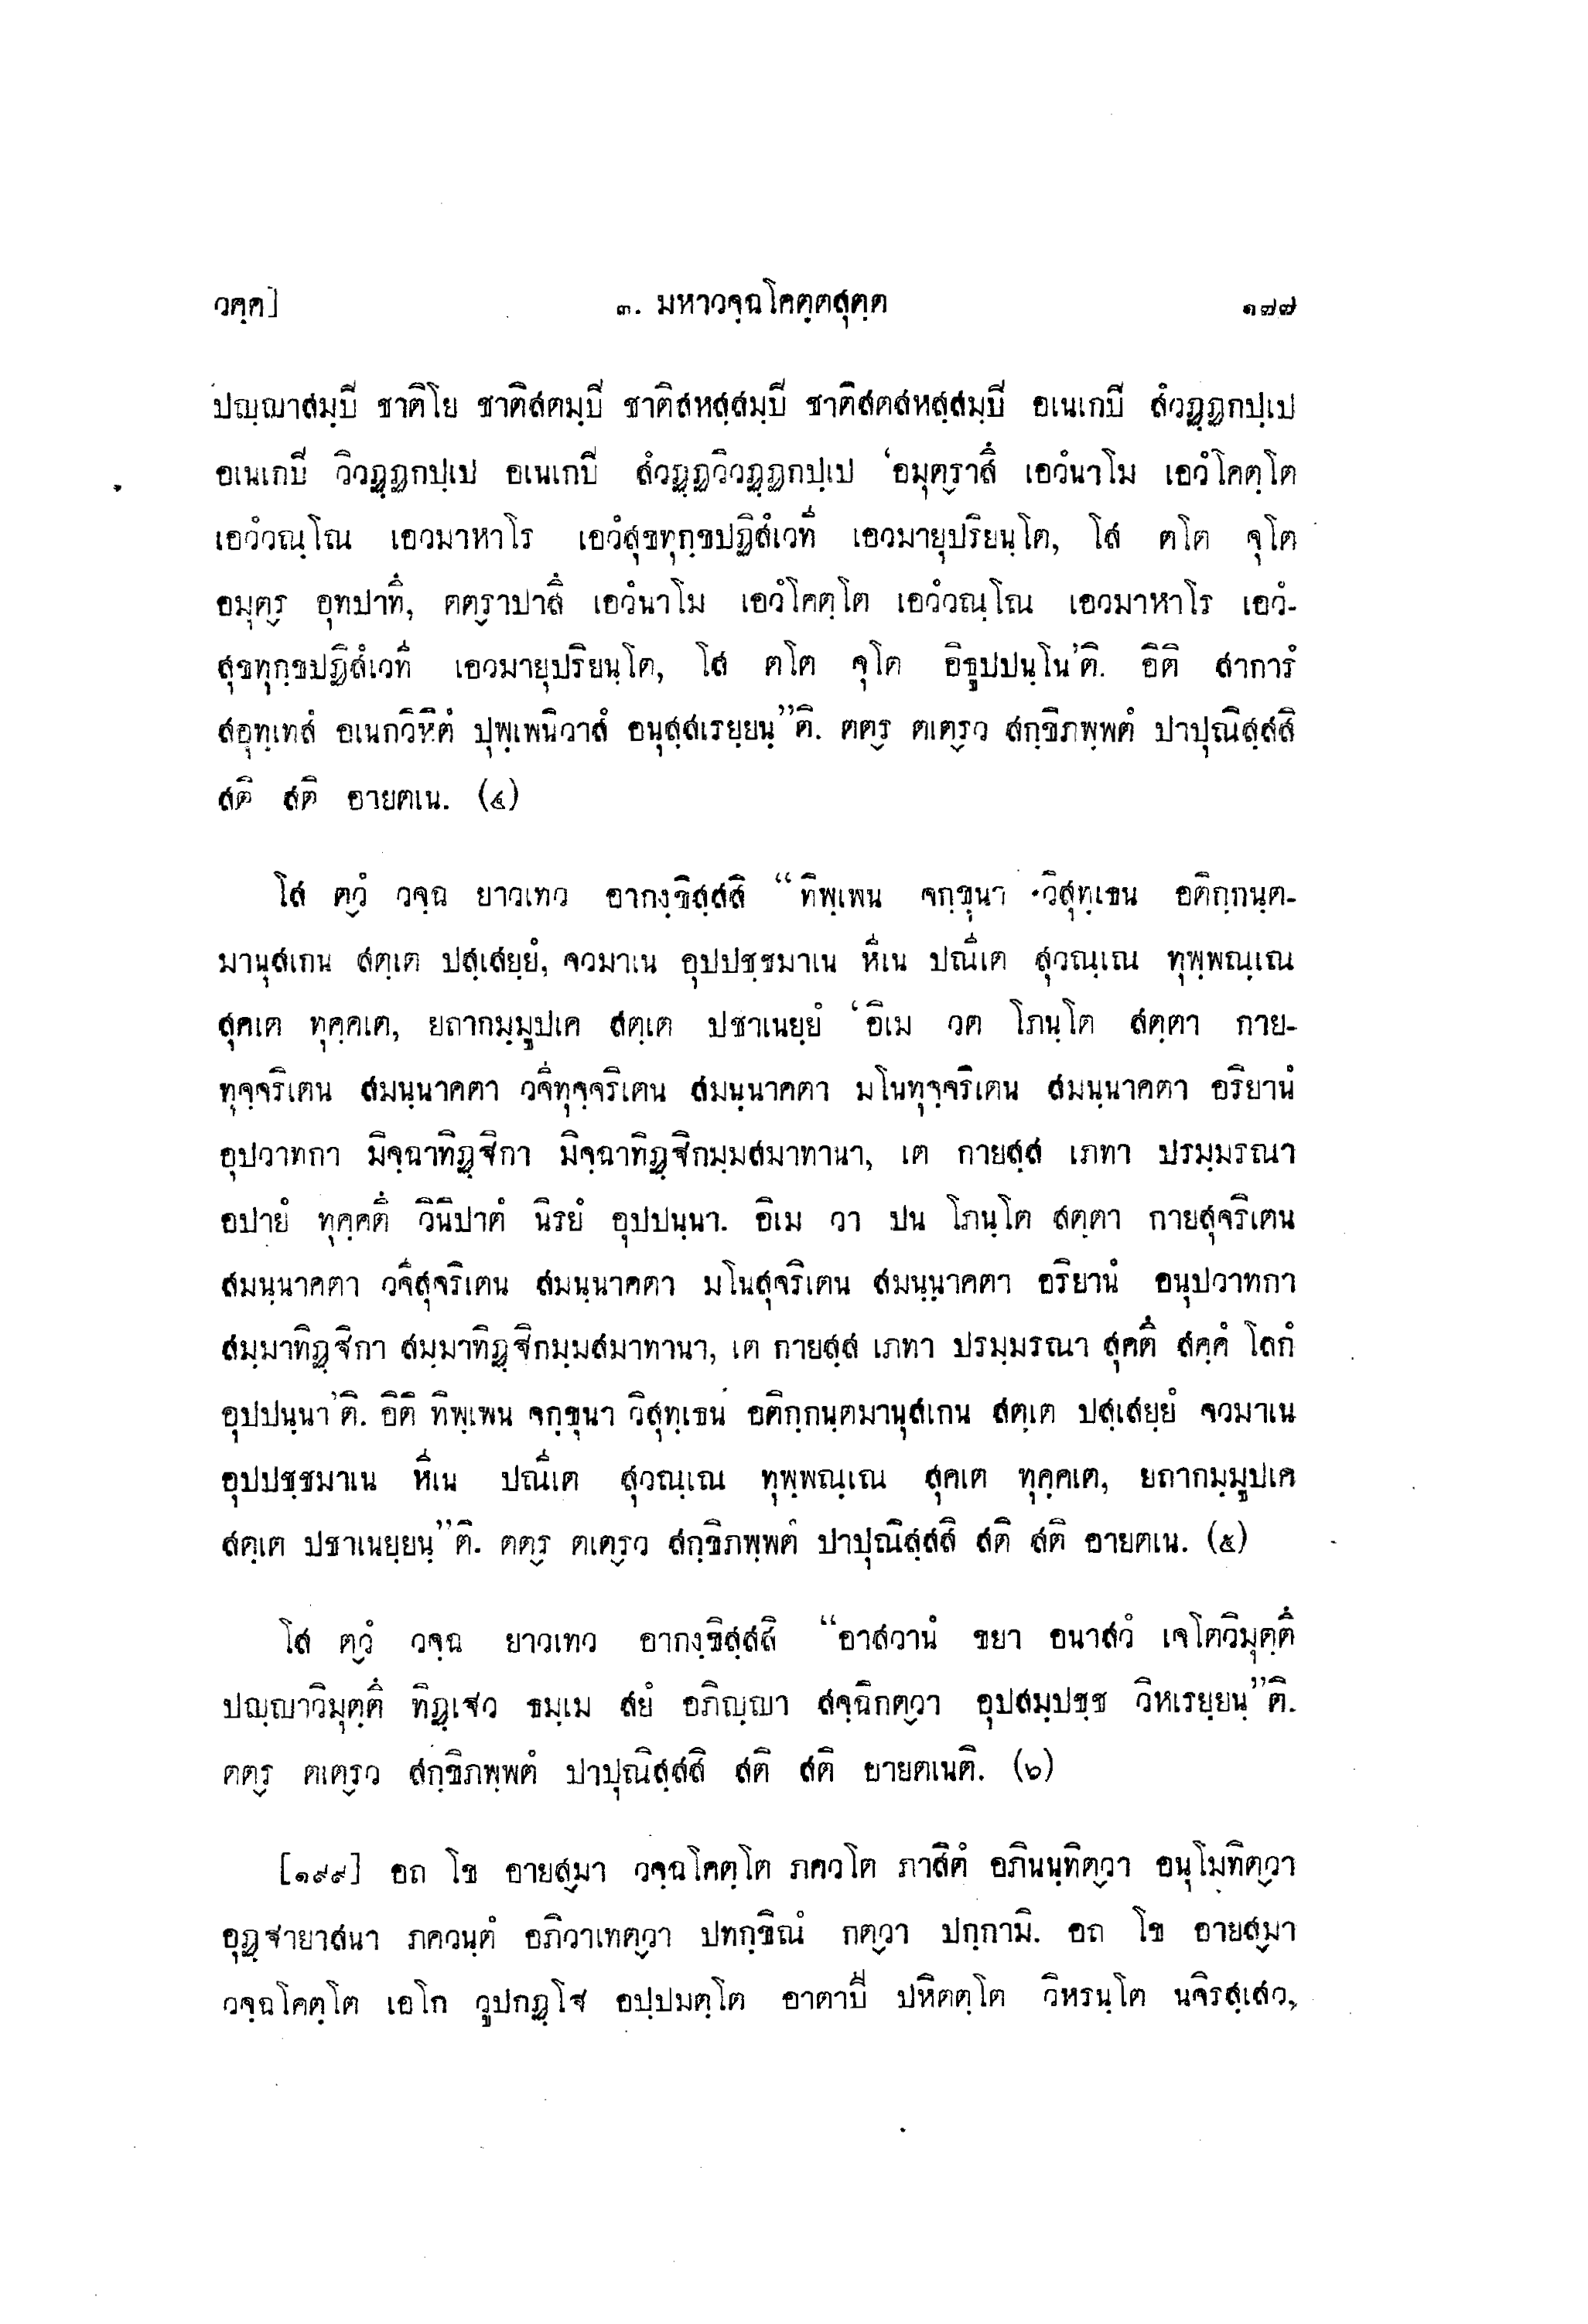 วคฺค] ๓. มหาวจฺฉโคตฺตสุตฺต ๑๗๗
ปญฺญาสมฺปิ ชาติโย ชาติสตมฺปิ ชาติสหสฺสมฺปิ ชาติสตสหสฺสมฺปิ อเนเกปิ สํวฏฺฏกปฺเป
อเนเกปิ วิวฏฺฏกปฺเป อเนเกปิ สํวฏฺฏวิวฏฺฏกปฺเป ‘อมุตฺราสึ เอวํนาโม เอวํโคตฺโต
เอวํวณฺโณ เอวมาหาโร เอวํสุขทุกฺขปฏิสํเวที เอวมายุปริยนฺโต, โส ตโต จุโต
อมุตฺร อุทปาทึ, ตตฺราปาสึ เอวํนาโม เอวํโคตฺโต เอวํวณฺโณ เอวมาหาโร เอวํ-
สุขทุกฺขปฏิสํเวที เอวมายุปริยนฺโต, โส ตโต จุโต อิธูปปนฺโน’ติ. อิติ สาการํ
สอุทฺเทสํ อเนกวิหิตํ ปุพฺเพนิวาสํ อนุสฺสเรยฺยนฺ”ติ. ตตฺร ตเตฺรว สกฺขิภพฺพตํ ปาปุณิสฺสสิ
สติ สติ อายตเน. (๔)
โส ตฺวํ วจฺฉ ยาวเทว อากงฺขิสฺสสิ “ทิพฺเพน จกฺขุนา วิสุทฺเธน อติกฺกนฺต-
มานุสเกน สตฺเต ปสฺเสยฺยํ, จวมาเน อุปปชฺชมาเน หีเน ปณีเต สุวณฺเณ ทุพฺพณฺเณ
สุคเต ทุคฺคเต, ยถากมฺมูปเค สตฺเต ปชาเนยฺยํ ‘อิเม วต โภนฺโต สตฺตา กาย-
ทุจฺจริเตน สมนฺนาคตา วจีทุจฺจริเตน สมนฺนาคตา มโนทุจฺจริเตน สมนฺนาคตา อริยานํ
อุปวาทกา มิจฺฉาทิฏฺฐิกา มิจฺฉาทิฏฺฐิกมฺมสมาทานา, เต กายสฺส เภทา ปรมฺมรณา
อปายํ ทุคฺคตึ วินิปาตํ นิรยํ อุปปนฺนา. อิเม วา ปน โภนฺโต สตฺตา กายสุจริเตน
สมนฺนาคตา วจีสุจริเตน สมนฺนาคตา มโนสุจริเตน สมนฺนาคตา อริยานํ อนุปวาทกา
สมฺมาทิฏฺฐิกา สมฺมาทิฏฺฐิกมฺมสมาทานา, เต กายสฺส เภทา ปรมฺมรณา สุคตึ สคฺคํ โลกํ
อุปปนฺนา’ติ. อิติ ทิพฺเพน จกฺขุนา วิสุทฺเธน อติกฺกนฺตมานุสเกน สตฺเต ปสฺเสยฺยํ จวมาเน
อุปปชฺชมาเน หีเน ปณีเต สุวณฺเณ ทุพฺพณฺเณ สุคเต ทุคฺคเต, ยถากมฺมูปเค
สตฺเต ปชาเนยฺยนฺ”ติ. ตตฺร ตเตฺรว สกฺขิภพฺพตํ ปาปุณิสฺสสิ สติ สติ อายตเน. (๕)
โส ตฺวํ วจฺฉ ยาวเทว อากงฺขิสฺสสิ “อาสวานํ ขยา อนาสวํ เจโตวิมุตฺตึ
ปญฺญาวิมุตฺตึ ทิฏฺเฐว ธมฺเม สยํ อภิญฺญา สจฺฉิกตฺวา อุปสมฺปชฺช วิหเรยฺยนฺ”ติ.
ตตฺร ตเตฺรว สกฺขิภพฺพตํ ปาปุณิสฺสสิ สติ สติ ยายตเนติ. (๖)
[๑๙๙] อถ โข อายสฺมา วจฺฉโคตฺโต ภควโต ภาสิตํ อภินนฺทิตฺวา อนุโมทิตฺวา
อุฏฺฐายาสนา ภควนฺตํ อภิวาเทตฺวา ปทกฺขิณํ กตฺวา ปกฺกามิ. อถ โข อายสฺมา
วจฺฉโคตฺโต เอโก วูปกฏฺโฐ อปฺปมตฺโต อาตาปี ปหิตตฺโต วิหรนฺโต นจิรสฺเสว,